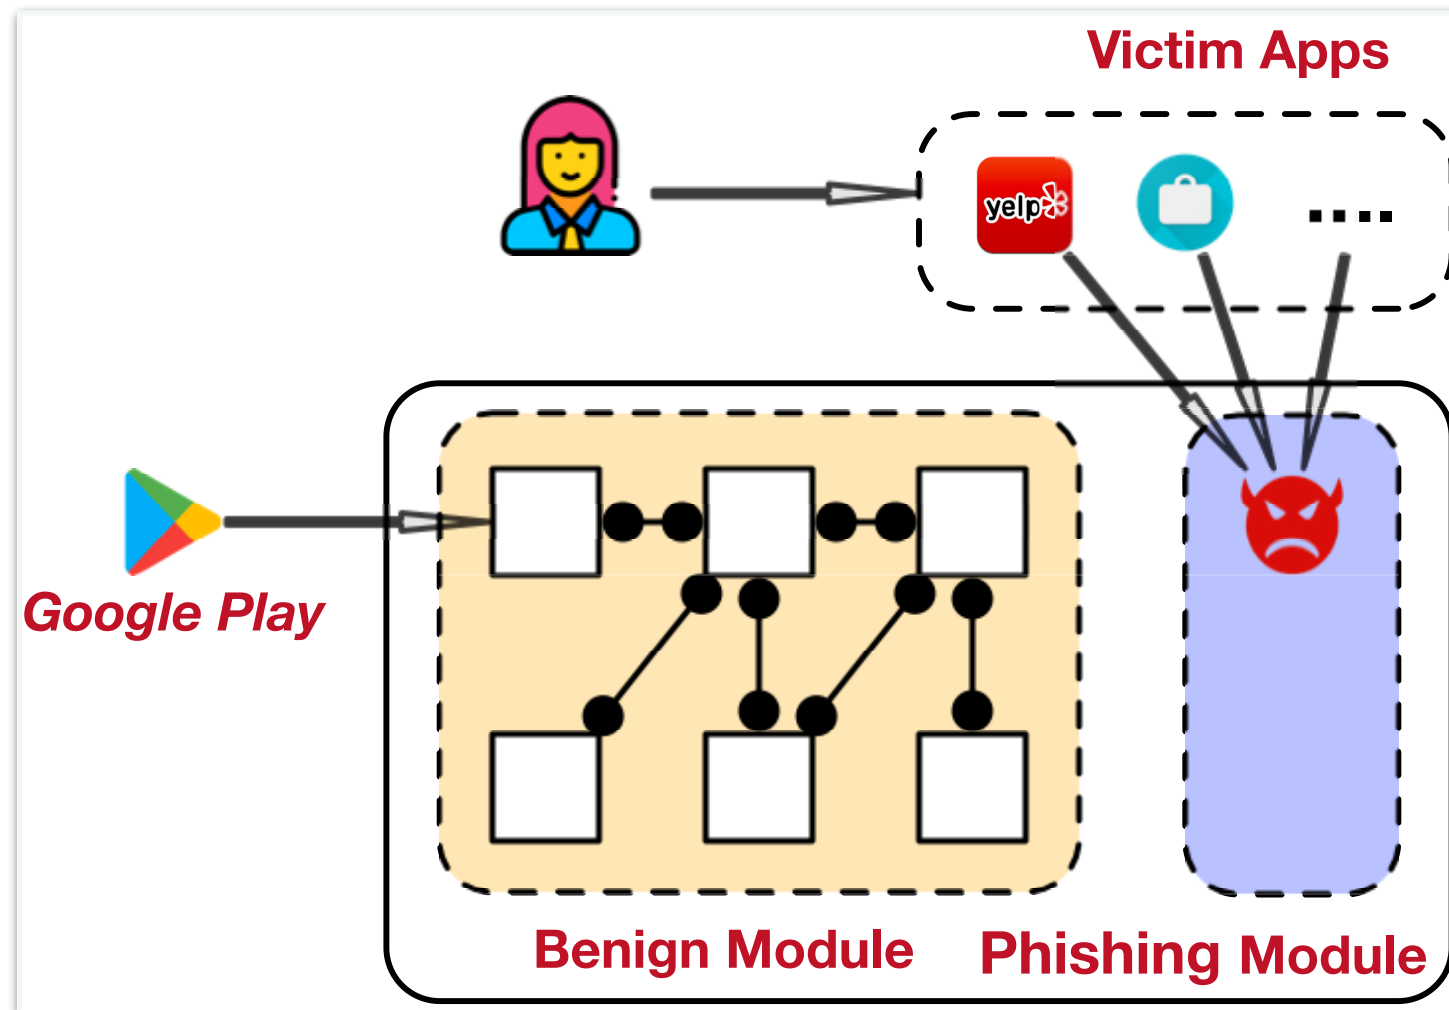 Victim Apps
yelp
.....
Google Play
Benign Module
Phishing Module